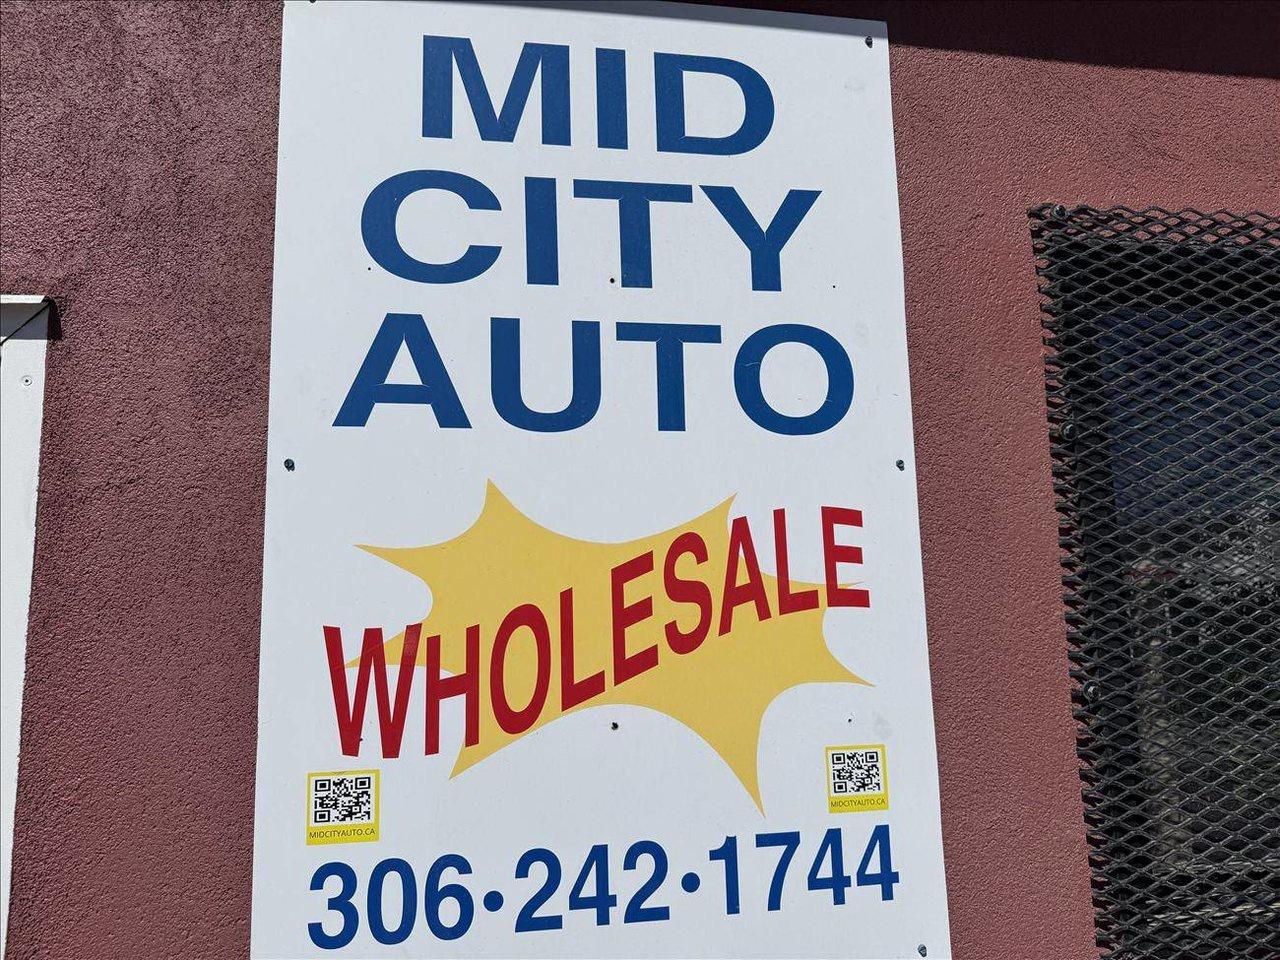 MID
CITY
AUTO
WHOLESALE
MIDCITYAUTO.CA
MIDCITYAUTO.CA
306·242·1744